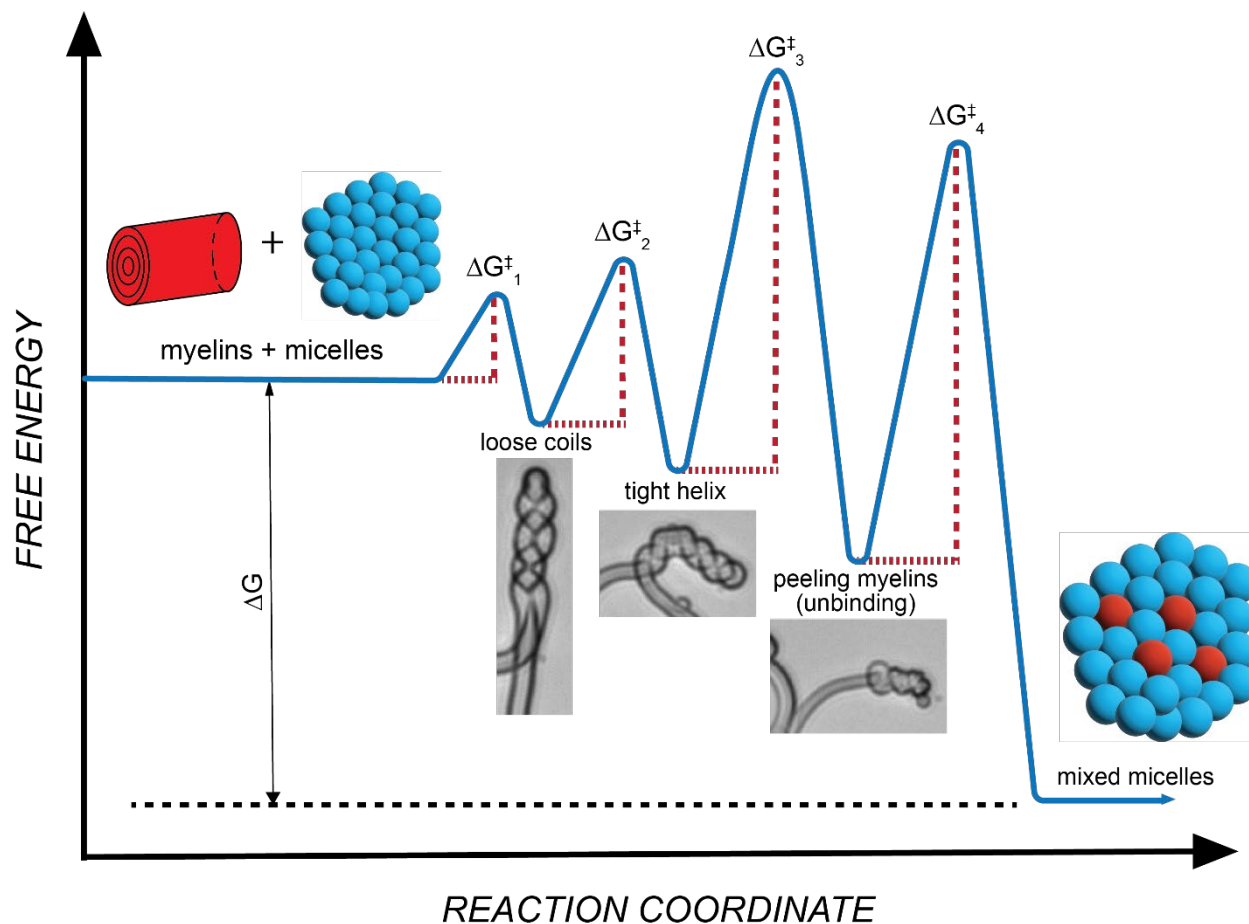 ΔG‡3
ΔG‡4
ΔG‡2
ΔG‡1
+
myelins + micelles
loose coils
tight helix
peeling myelins
(unbinding)
mixed micelles
ΔG
FREE ENERGY
REACTION COORDINATE